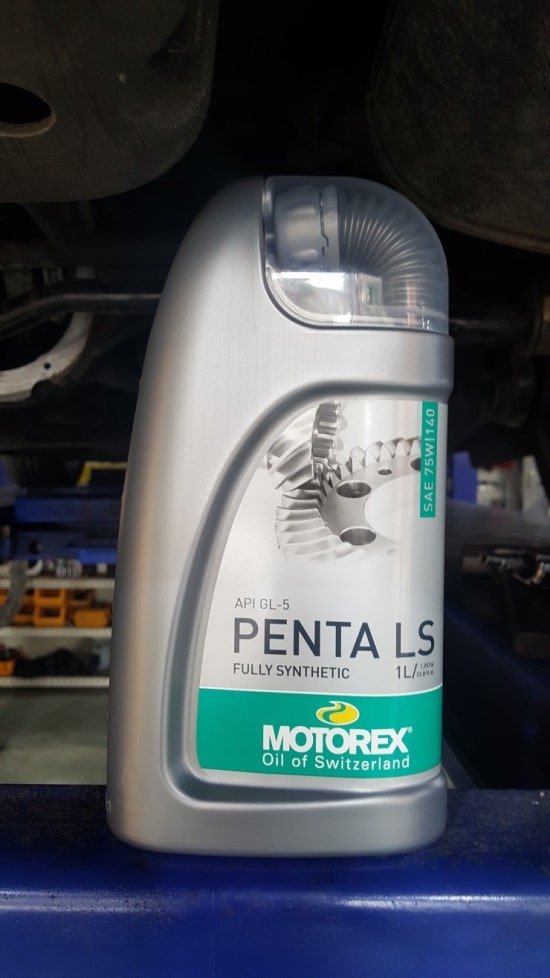 SAE 75W|140
API GL-5
PENTA LS
FULLY SYNTHETIC
1L/
MOTOREX®
Oil of Switzerland